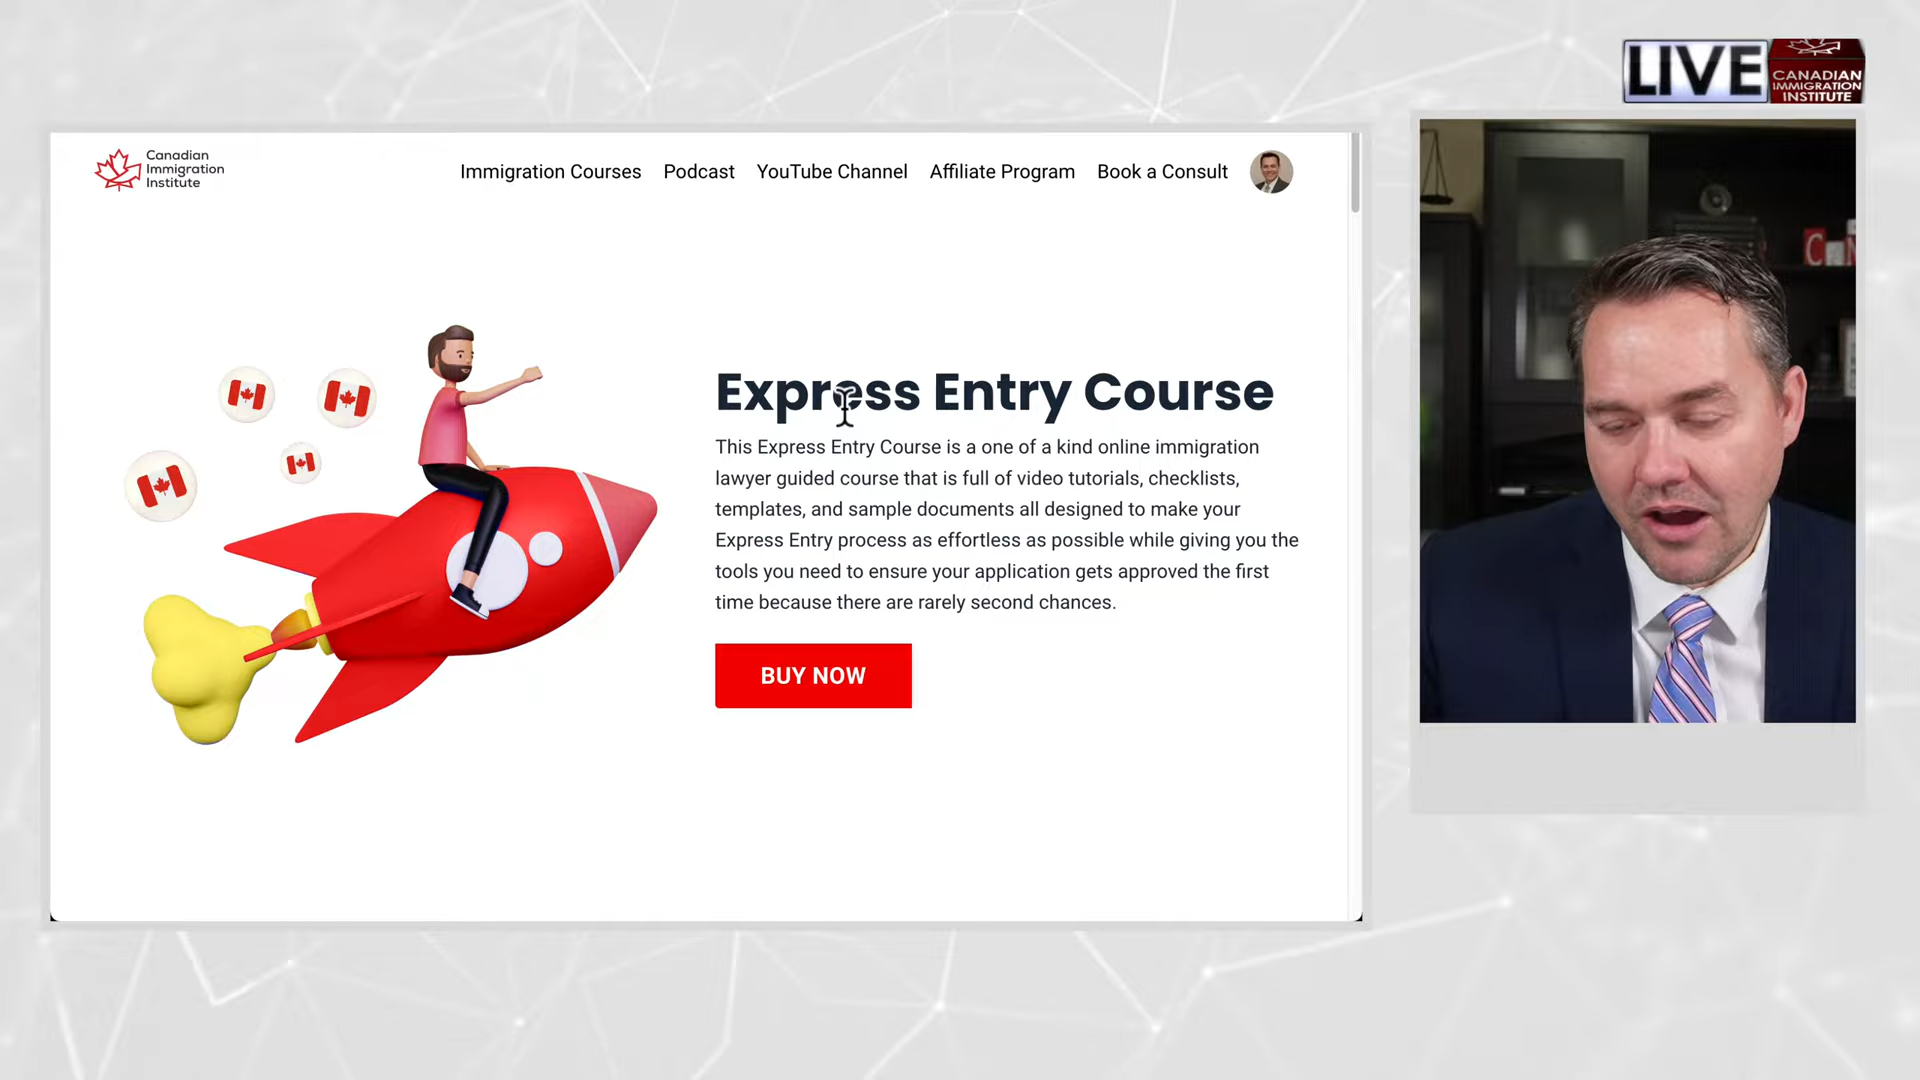 LIVE
CANADIAN
IMMIGRATION
INSTITUTE
Canadian
Immigration
Institute
Immigration Courses Podcast YouTube Channel Affiliate Program Book a Consult
Express Entry Course
This Express Entry Course is a one of a kind online immigration
lawyer guided course that is full of video tutorials, checklists,
templates, and sample documents all designed to make your
Express Entry process as effortless as possible while giving you the
tools you need to ensure your application gets approved the first
time because there are rarely second chances.
BUY NOW